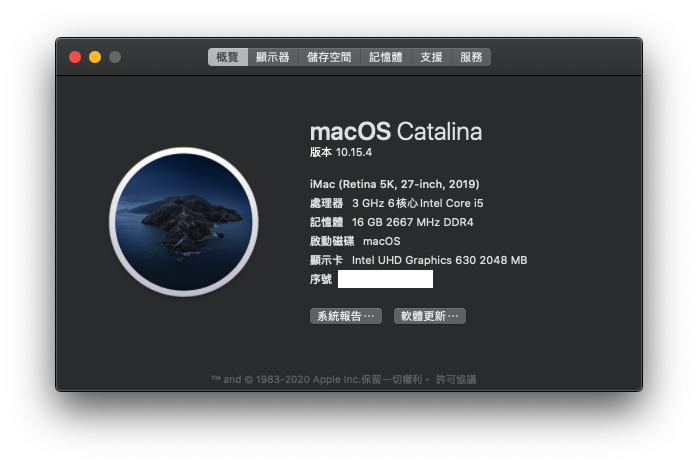 概覽 顯示器 儲存空間 記憶體 支援 服務
macOS Catalina
版本 10.15.4
iMac (Retina 5K, 27-inch, 2019)
處理器 3 GHz 6核心Intel Core i5
記憶體 16 GB 2667 MHz DDR4
啟動磁碟 macOS
顯示卡 Intel UHD Graphics 630 2048 MB
序號
系統報告⋯ 軟體更新⋯
™ and © 1983-2020 Apple Inc.保留一切權利。 許可協議